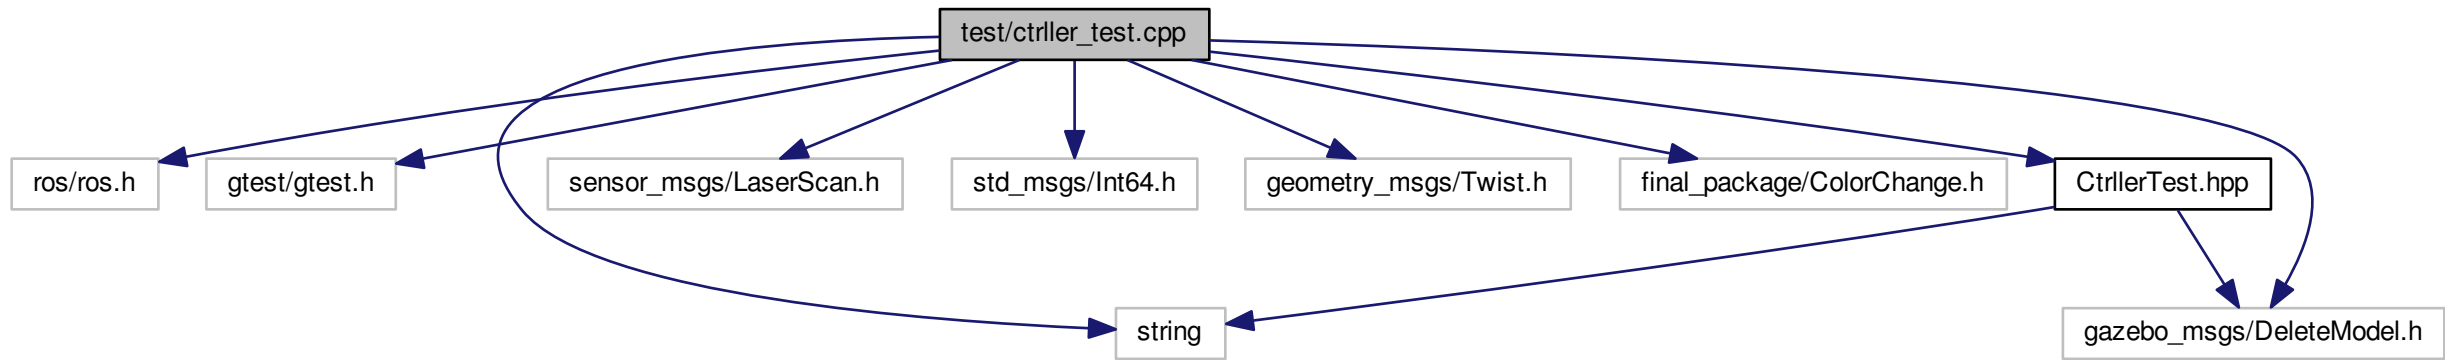 test/ctrller_test.cpp
ros/ros.h
gtest/gtest.h
sensor_msgs/LaserScan.h
std_msgs/Int64.h
geometry_msgs/Twist.h
final_package/ColorChange.h
CtrllerTest.hpp
string
gazebo_msgs/DeleteModel.h